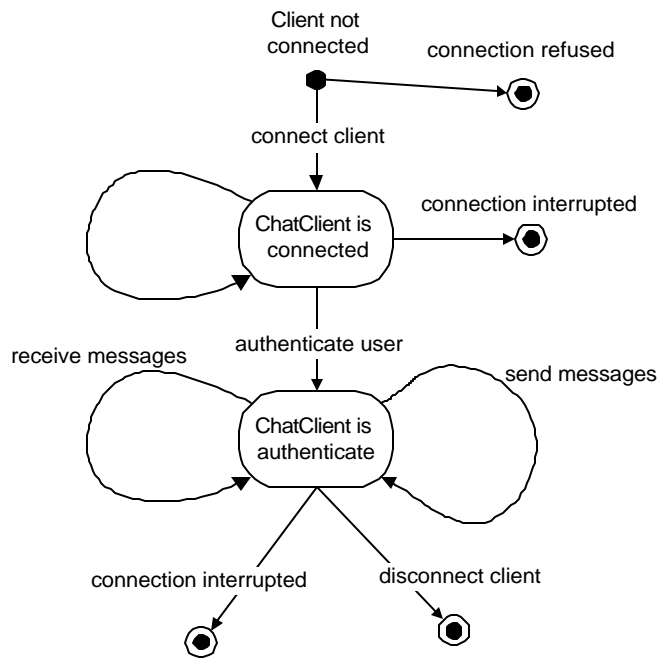 Client not
connected
connection refused
connect client
ChatClient is
connected
connection interrupted
authenticate user
receive messages
send messages
ChatClient is
authenticate
connection interrupted
disconnect client